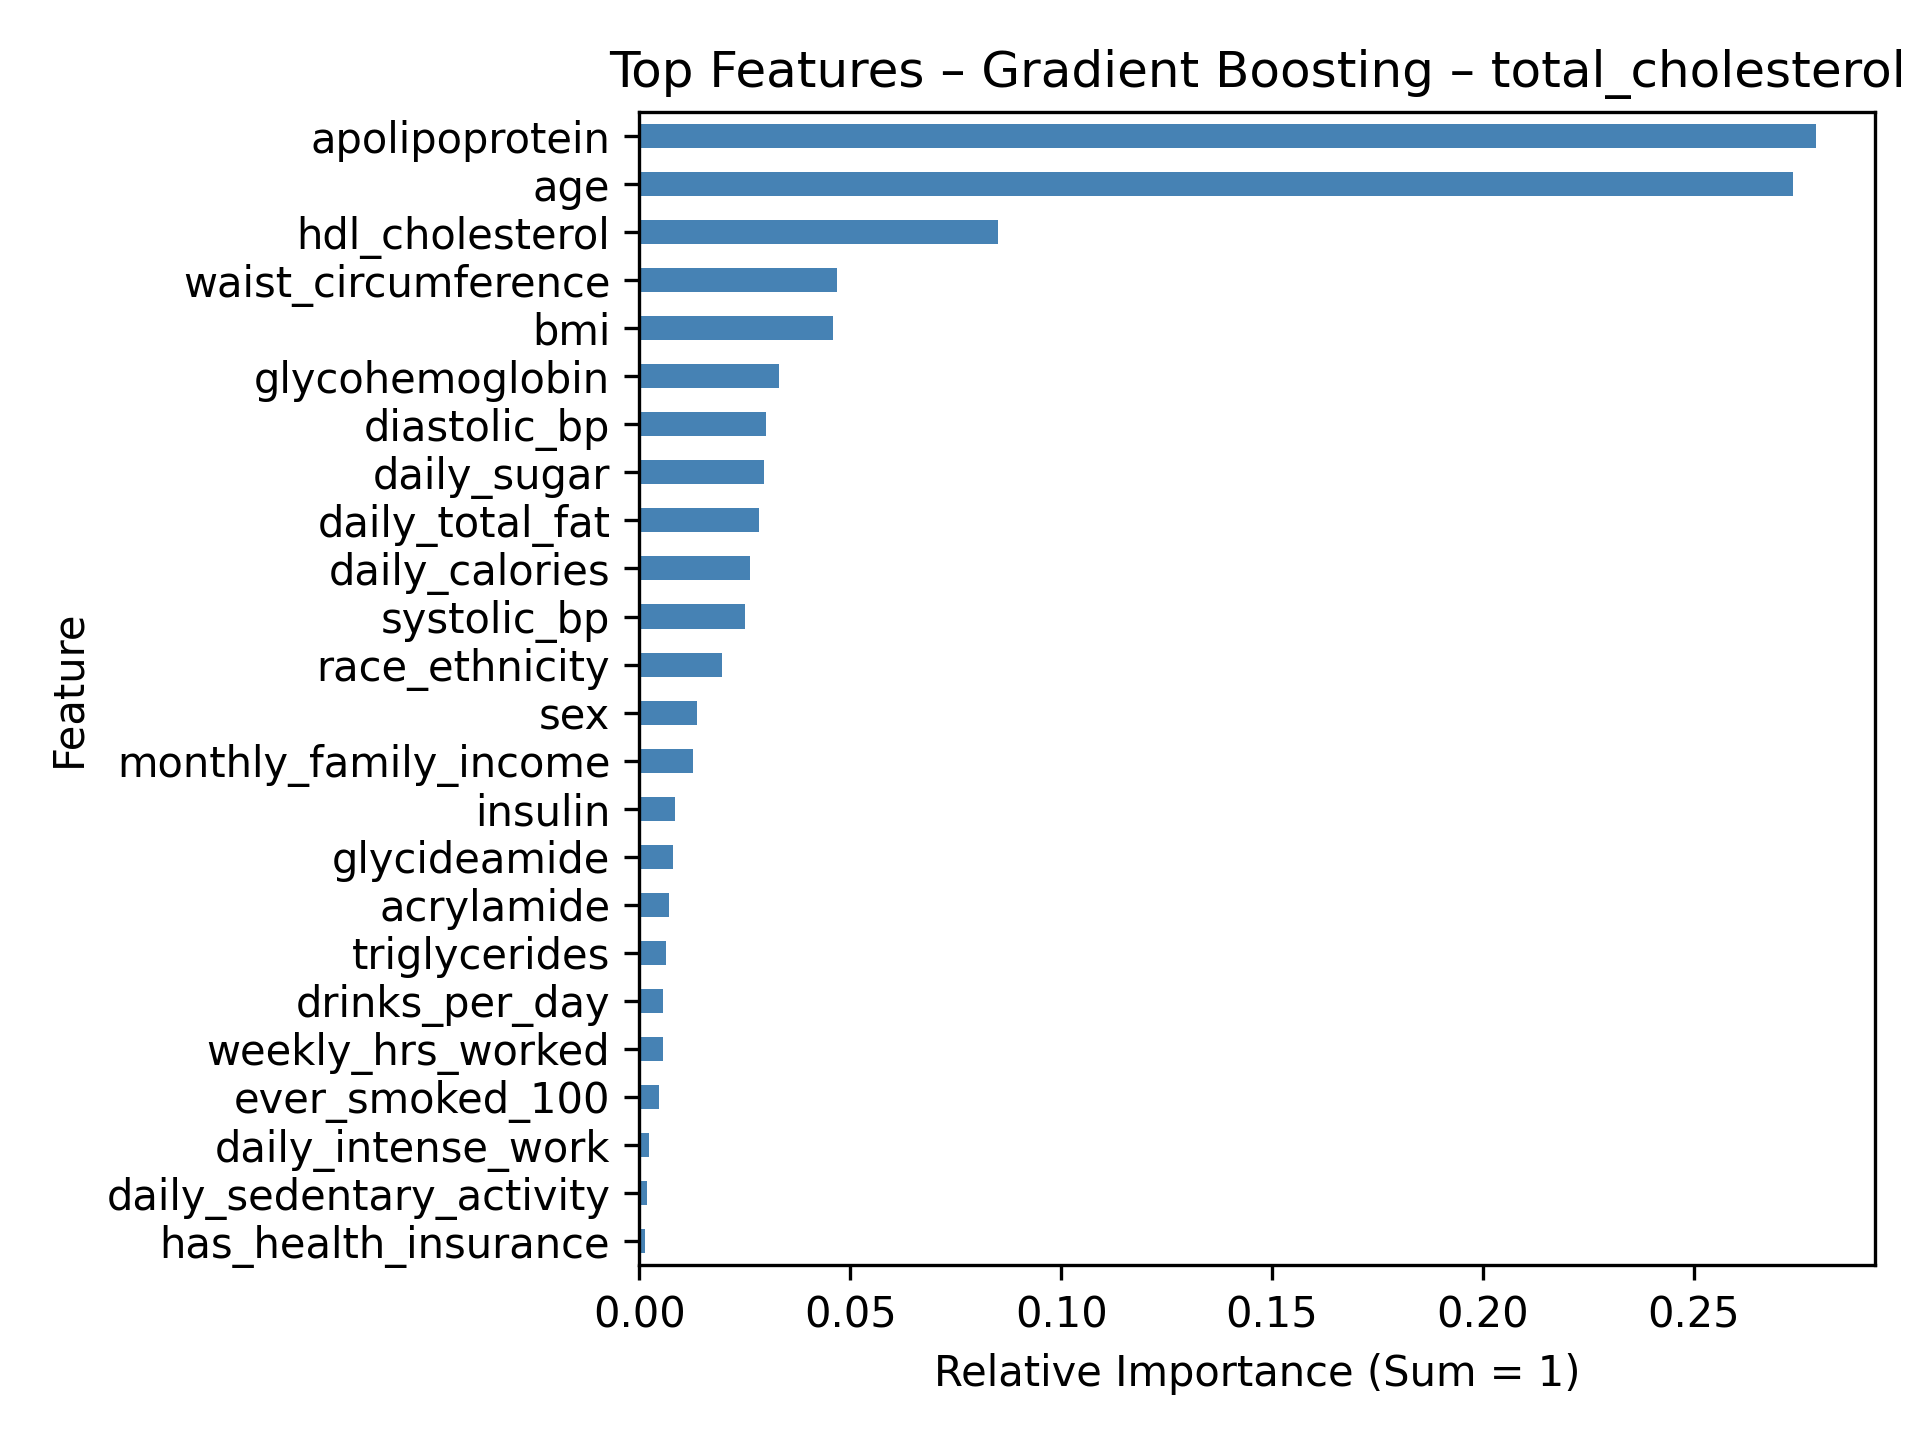 Top Features – Gradient Boosting – total_cholesterol
apolipoprotein
age
hdl_cholesterol
waist_circumference
bmi
glycohemoglobin
diastolic_bp
daily_sugar
daily_total_fat
daily_calories
systolic_bp
race_ethnicity
sex
monthly_family_income
insulin
glycideamide
acrylamide
triglycerides
drinks_per_day
weekly_hrs_worked
ever_smoked_100
daily_intense_work
daily_sedentary_activity
has_health_insurance
Feature
0.00 0.05 0.10 0.15 0.20 0.25
Relative Importance (Sum = 1)